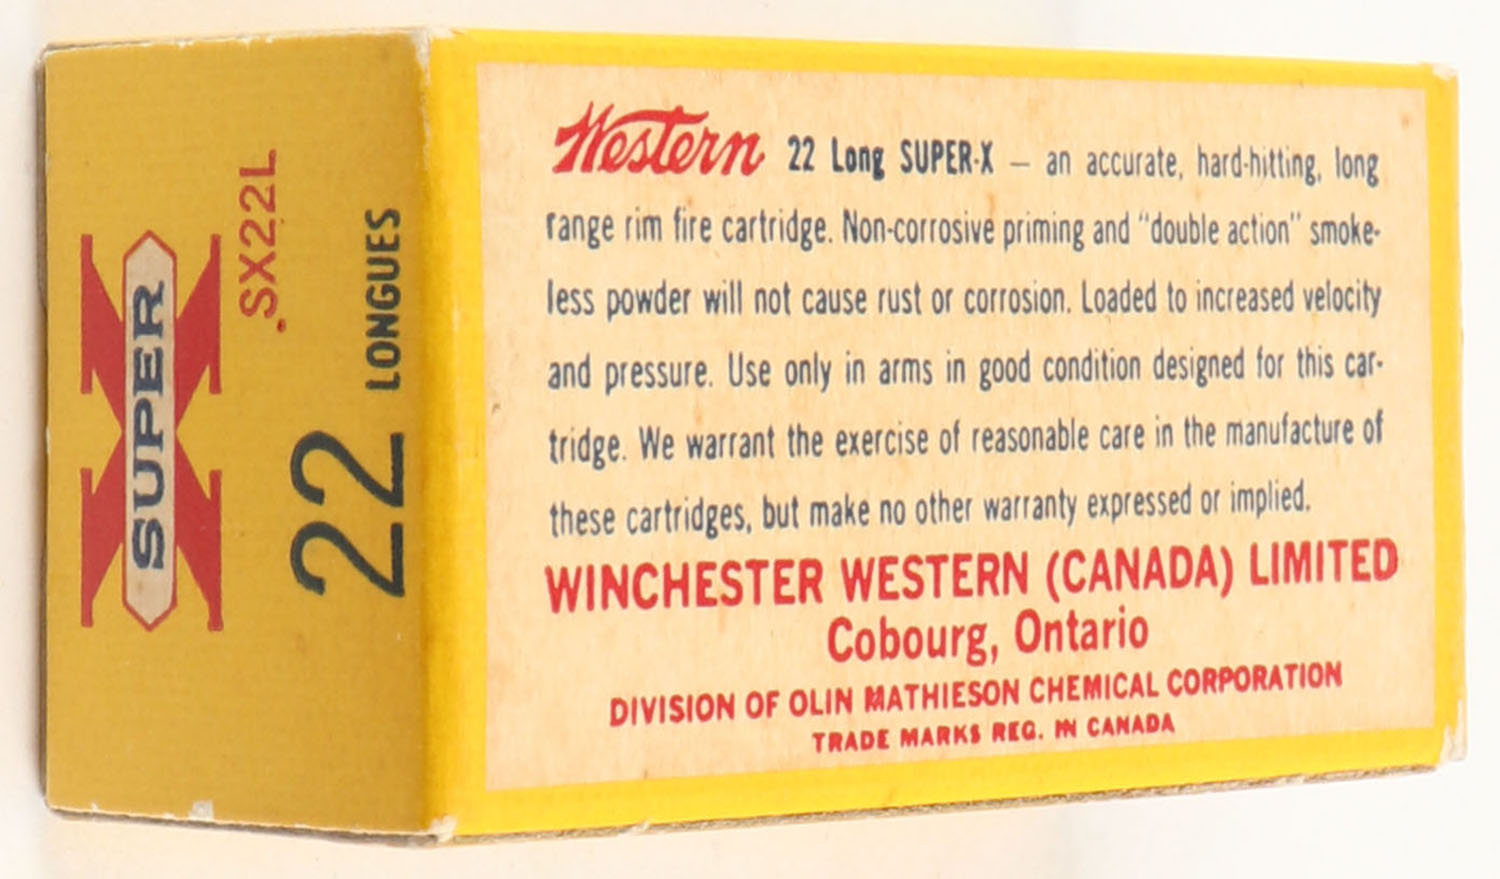 SUPER X
SX22L
22 LONGUES
Western 22 Long SUPER-X — an accurate, hard-hitting, long
range rim fire cartridge. Non-corrosive priming and "double action" smoke-
less powder will not cause rust or corrosion. Loaded to increased velocity
and pressure. Use only in arms in good condition designed for this car-
tridge. We warrant the exercise of reasonable care in the manufacture of
these cartridges, but make no other warranty expressed or implied.
WINCHESTER WESTERN (CANADA) LIMITED
Cobourg, Ontario
DIVISION OF OLIN MATHIESON CHEMICAL CORPORATION
TRADE MARKS REG. IN CANADA